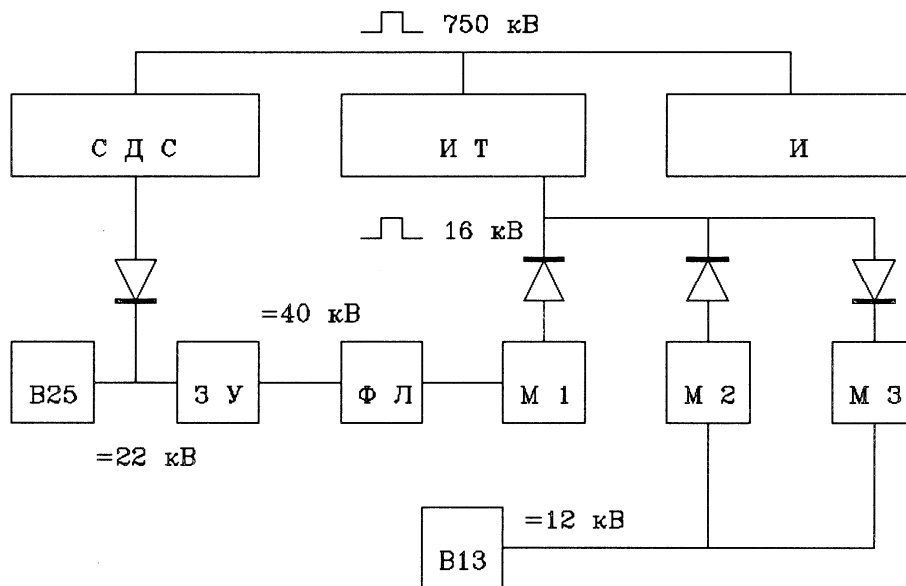 750 кВ
С Д С
И Т
И
16 кВ
=40 кВ
В25
З У
Ф Л
М 1
М 2
М 3
=22 кВ
=12 кВ
В13